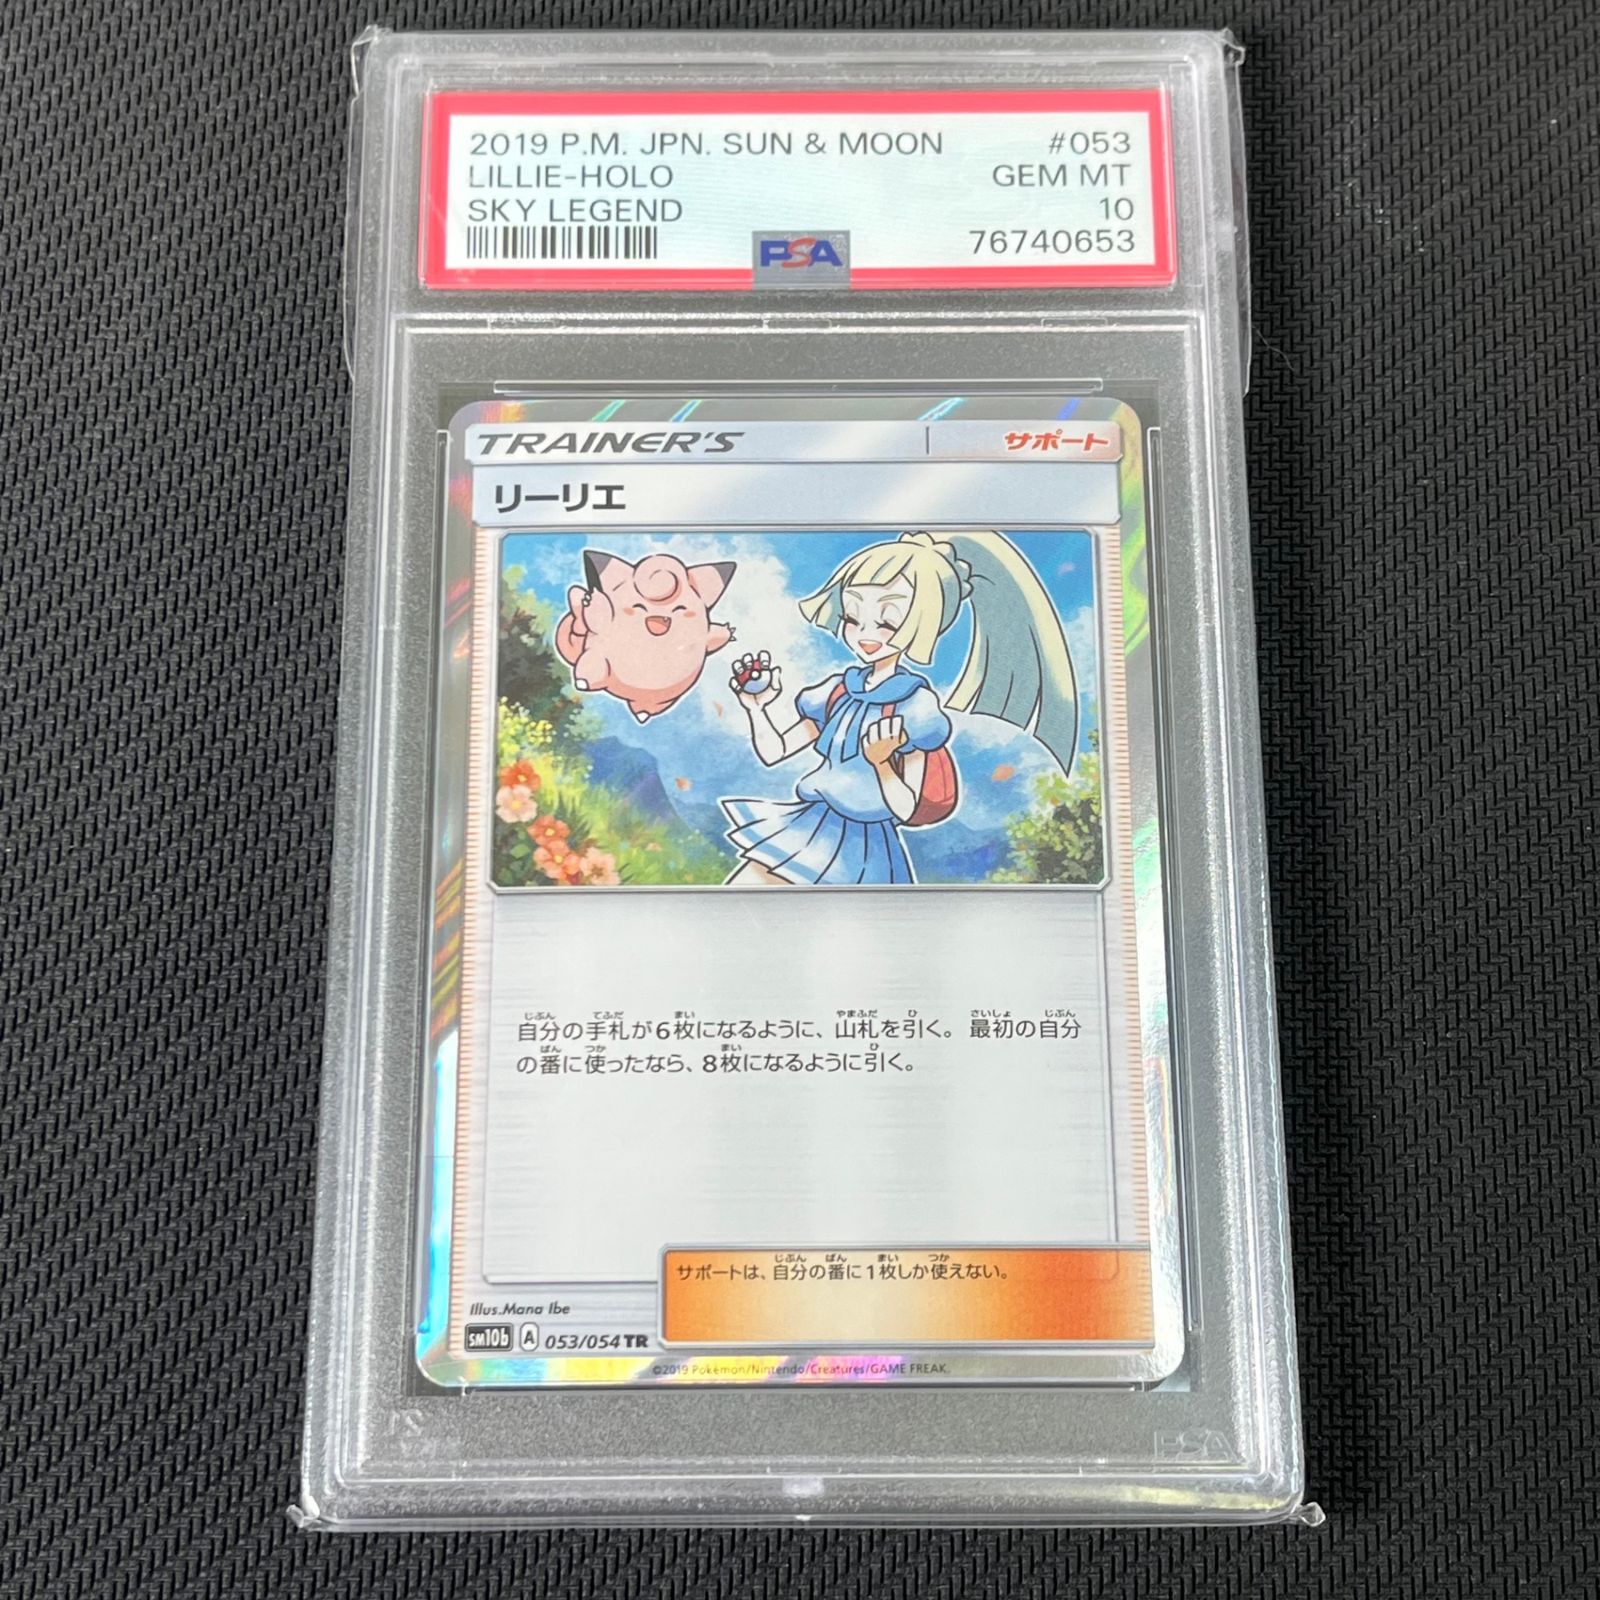 2019 P.M. JPN. SUN & MOON #053
LILLIE-HOLO GEM MT
SKY LEGEND 10
PSA 76740653
TRAINER'S サポート
リーリエ
自分の手札が6枚になるように、山札を引く。最初の自分
の番に使ったなら、8枚になるように引く。
サポートは、自分の番に1枚しか使えない。
Illus.Mana Ibe
SM10b A 053/054 TR
©2019 Pokémon/Nintendo/Creatures/GAME FREAK.
PSA